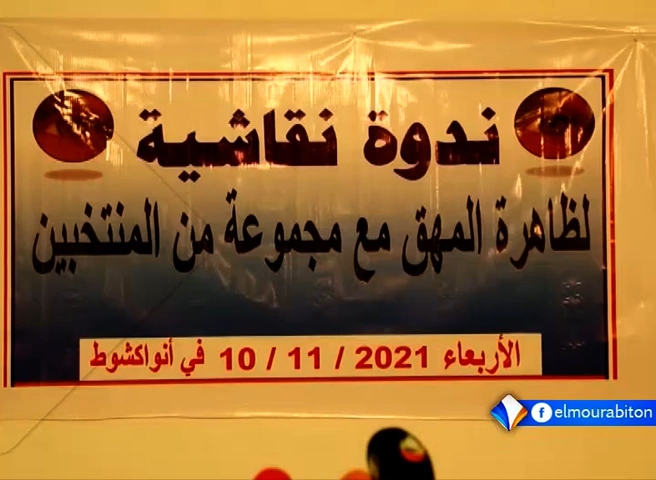 ندوة نقاشية
لظاهرة المهق مع مجموعة من المنتخبين
الأربعاء 2021 / 11 / 10 في أنواكشوط
elmourabiton